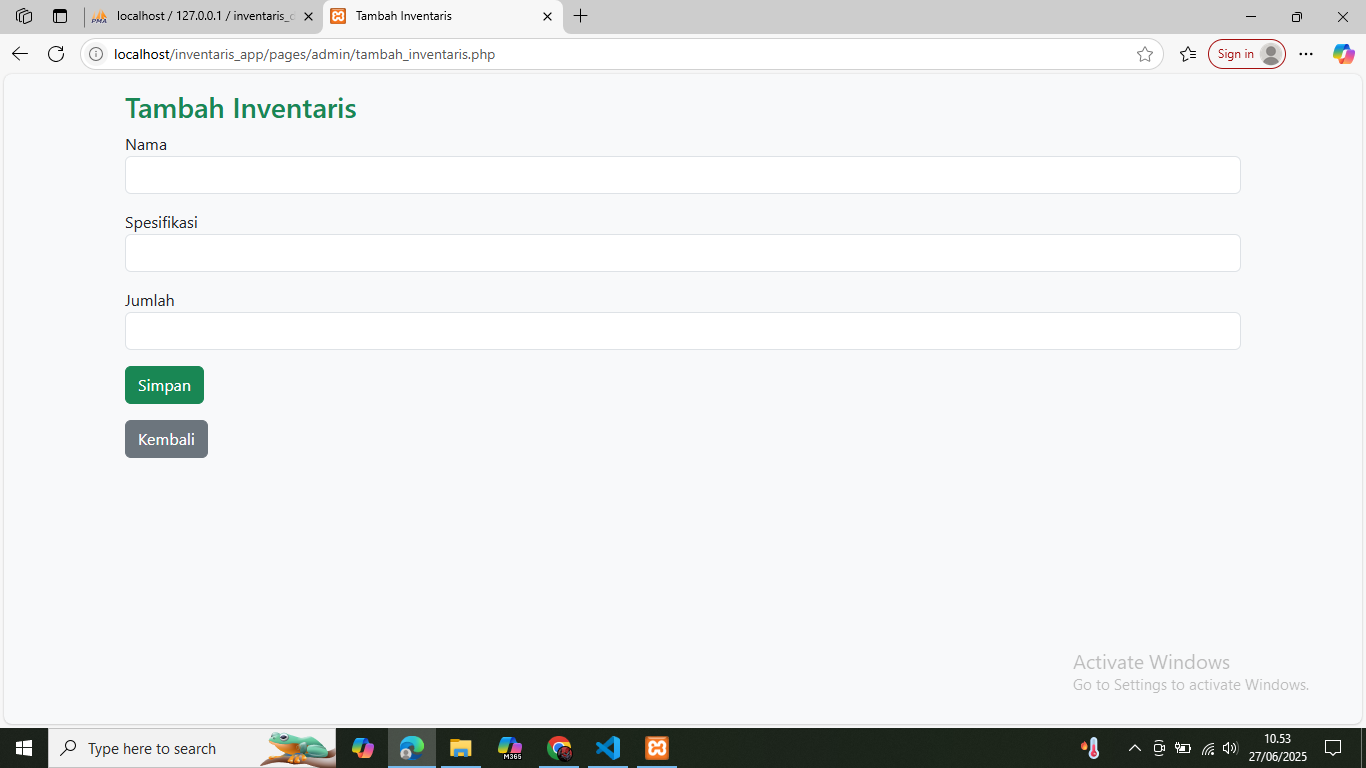 PMA
localhost / 127.0.0.1 / inventaris_d
Tambah Inventaris
localhost/inventaris_app/pages/admin/tambah_inventaris.php
Sign in
Tambah Inventaris
Nama
Spesifikasi
Jumlah
Simpan
Kembali
Activate Windows
Go to Settings to activate Windows.
Type here to search
M365
10.53
27/06/2025